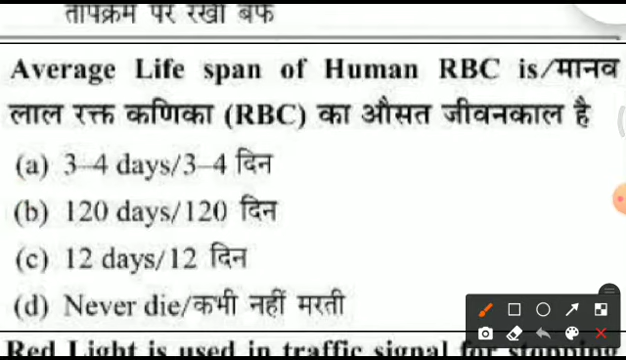 तापक्रम पर रखी बर्फ
Average Life span of Human RBC is/मानव
लाल रक्त कणिका (RBC) का औसत जीवनकाल है
(a) 3–4 days/3–4 दिन
(b) 120 days/120 दिन
(c) 12 days/12 दिन
(d) Never die/कभी नहीं मरती
Red Light is used in traffic signal for stopping